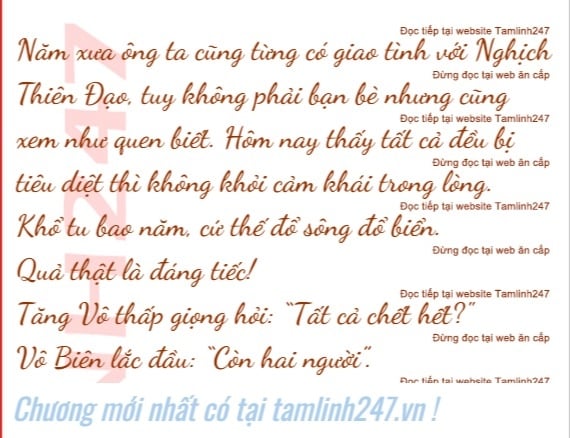 Đọc tiếp tại website Tamlinh247
Năm xưa ông ta cũng từng có giao tình với Nghịch
Đừng đọc tại web ăn cắp
Thiên Đạo, tuy không phải bạn bè nhưng cũng
Đọc tiếp tại website Tamlinh247
xem như quen biết. Hôm nay thấy tất cả đều bị
Đừng đọc tại web ăn cắp
tiêu diệt thì không khỏi cảm khái trong lòng.
Đọc tiếp tại website Tamlinh247
Khổ tu bao năm, cứ thế đổ sông đổ biển.
Đừng đọc tại web ăn cắp
Quả thật là đáng tiếc!
Đọc tiếp tại website Tamlinh247
Tăng Vô thấp giọng hỏi: “Tất cả chết hết?”
Đừng đọc tại web ăn cắp
Vô Biên lắc đầu: “Còn hai người”.
Đọc tiếp tại website Tamlinh247
Chương mới nhất có tại tamlinh247.vn !
NH247